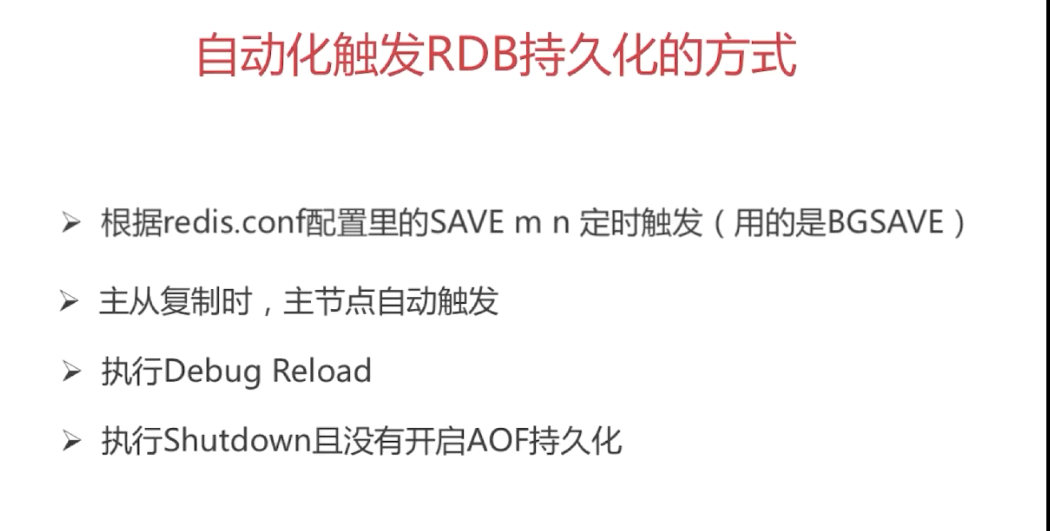 自动化触发RDB持久化的方式
➢ 根据redis.conf配置里的SAVE m n 定时触发（用的是BGSAVE）
➢ 主从复制时，主节点自动触发
➢ 执行Debug Reload
➢ 执行Shutdown且没有开启AOF持久化